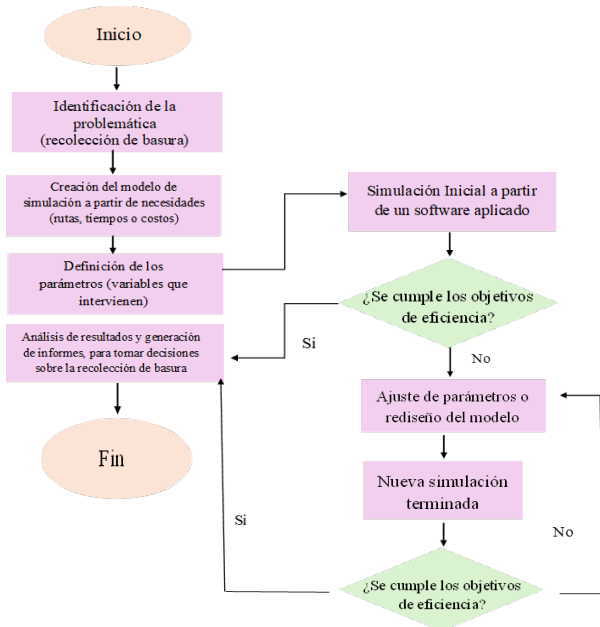 Inicio
Identificación de la
problemática
(recolección de basura)
Creación del modelo de
simulación a partir de necesidades
(rutas, tiempos o costos)
Definición de los
parámetros (variables que
intervienen)
Simulación Inicial a partir
de un software aplicado
¿Se cumple los objetivos
de eficiencia?
Si
No
Análisis de resultados y generación
de informes, para tomar decisiones
sobre la recolección de basura
Fin
Ajuste de parámetros o
rediseño del modelo
Nueva simulación
terminada
¿Se cumple los objetivos
de eficiencia?
Si
No